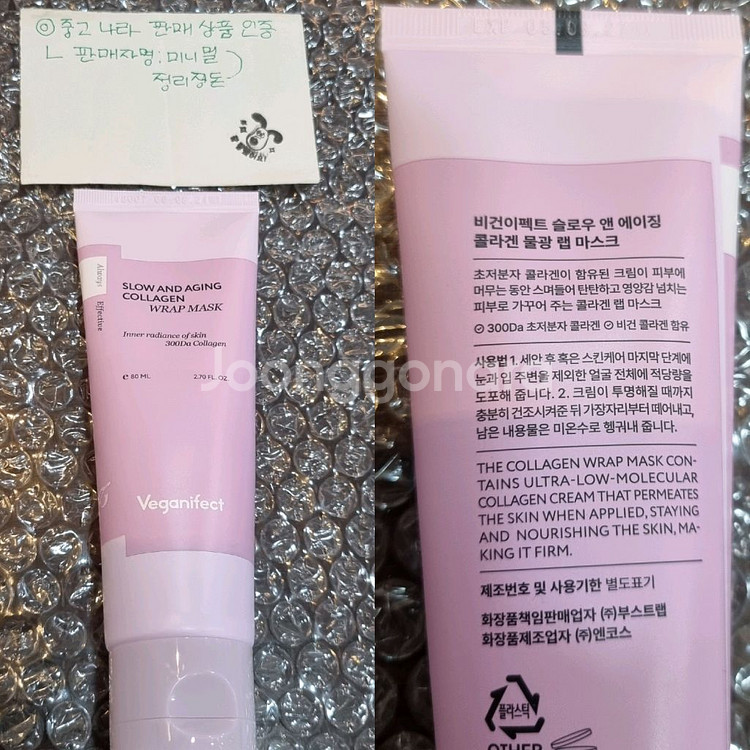 ◎ 중고나라 판매 상품 인증
ㄴ 판매자명 : 미니멀
정리정돈
Always Effective
SLOW AND AGING
COLLAGEN
WRAP MASK
Inner radiance of skin
300Da Collagen
℮ 80 ML
2.70 FL. OZ.
Veganifect
Joonggonara
비건이펙트 슬로우 앤 에이징
콜라겐 물광 랩 마스크
초저분자 콜라겐이 함유된 크림이 피부에
머무는 동안 스며들어 탄탄하고 영양감 넘치는
피부로 가꾸어 주는 콜라겐 랩 마스크
300Da 초저분자 콜라겐 비건 콜라겐 함유
사용법 1. 세안 후 혹은 스킨케어 마지막 단계에
눈과 입 주변을 제외한 얼굴 전체에 적당량을
도포해 줍니다. 2. 크림이 투명해질 때까지
충분히 건조시켜준 뒤 가장자리부터 떼어내고,
남은 내용물은 미온수로 헹궈내 줍니다.
THE COLLAGEN WRAP MASK CON-
TAINS ULTRA-LOW-MOLECULAR
COLLAGEN CREAM THAT PERMEATES
THE SKIN WHEN APPLIED, STAYING
AND NOURISHING THE SKIN, MA-
KING IT FIRM.
제조번호 및 사용기한 별도표기
화장품책임판매업자 (주)부스트랩
화장품제조업자 (주)엔코스
플라스틱
OTHER